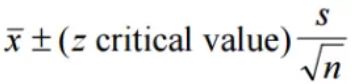 x̄ ± (z critical value) s/√n